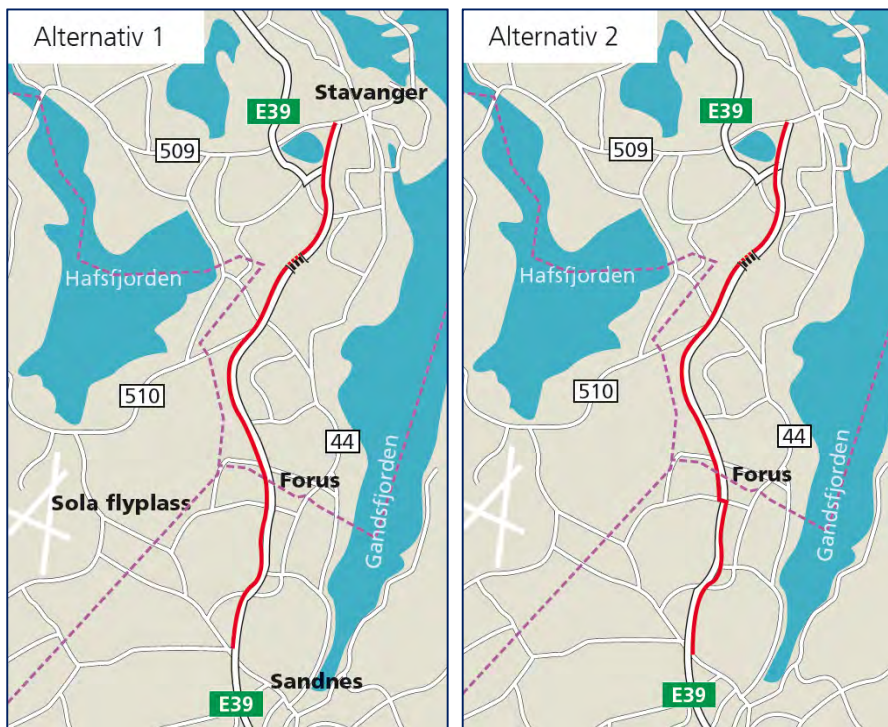 Alternativ 1
Stavanger
E39
509
Hafsfjorden
510
44
Forus
Sola flyplass
Gandsfjorden
Sandnes
E39
Alternativ 2
E39
509
Hafsfjorden
510
44
Forus
Gandsfjorden
E39